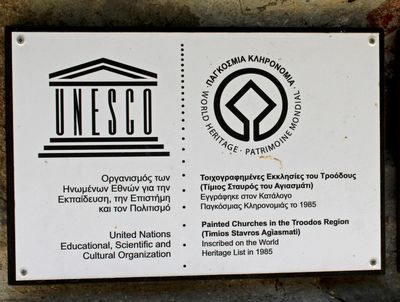 UNESCO
Οργανισμός των
Ηνωμένων Εθνών για την
Εκπαίδευση, την Επιστήμη
και τον Πολιτισμό
United Nations
Educational, Scientific and
Cultural Organization
ΠΑΓΚΟΣΜΙΑ ΚΛΗΡΟΝΟΜΙΑ
WORLD HERITAGE · PATRIMOINE MONDIAL
Τοιχογραφημένες Εκκλησίες του Τροόδους
(Τίμιος Σταυρός του Αγιασμάτι)
Εγγράφηκε στον Κατάλογο
Παγκόσμιας Κληρονομιάς το 1985
Painted Churches in the Troodos Region
(Timios Stavros Agiasmati)
Inscribed on the World
Heritage List in 1985